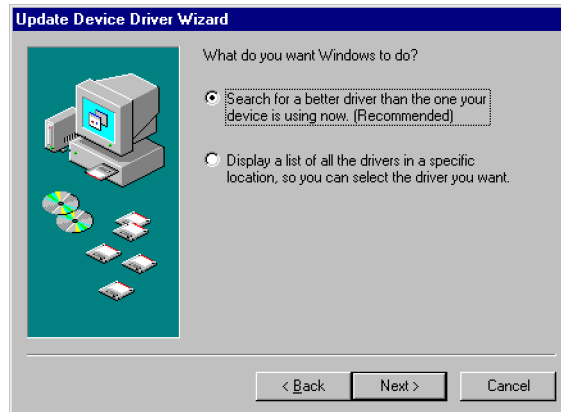 Update Device Driver Wizard
What do you want Windows to do?
Search for a better driver than the one your
device is using now. (Recommended)
Display a list of all the drivers in a specific
location, so you can select the driver you want.
< Back
Next >
Cancel